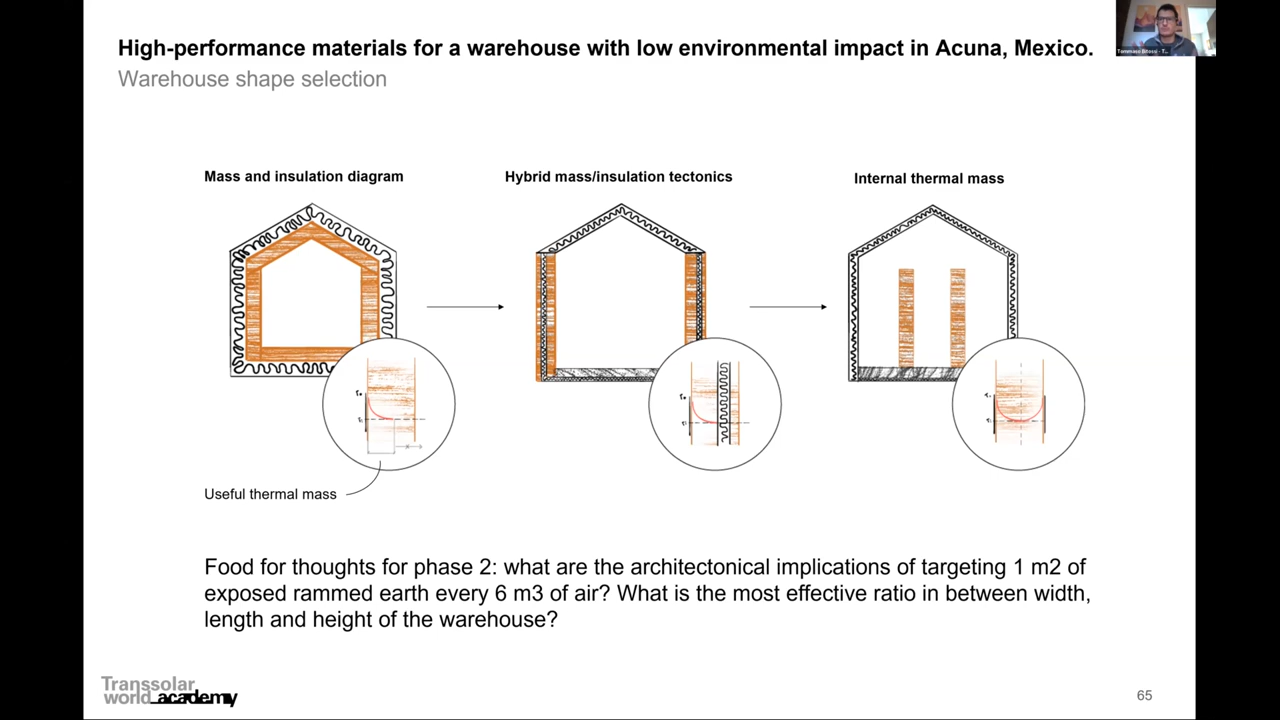 High-performance materials for a warehouse with low environmental impact in Acuna, Mexico.
Warehouse shape selection
Mass and insulation diagram
Hybrid mass/insulation tectonics
Internal thermal mass
Useful thermal mass
Food for thoughts for phase 2: what are the architectonical implications of targeting 1 m2 of
exposed rammed earth every 6 m3 of air? What is the most effective ratio in between width,
length and height of the warehouse?
Transsolar
world academy
65